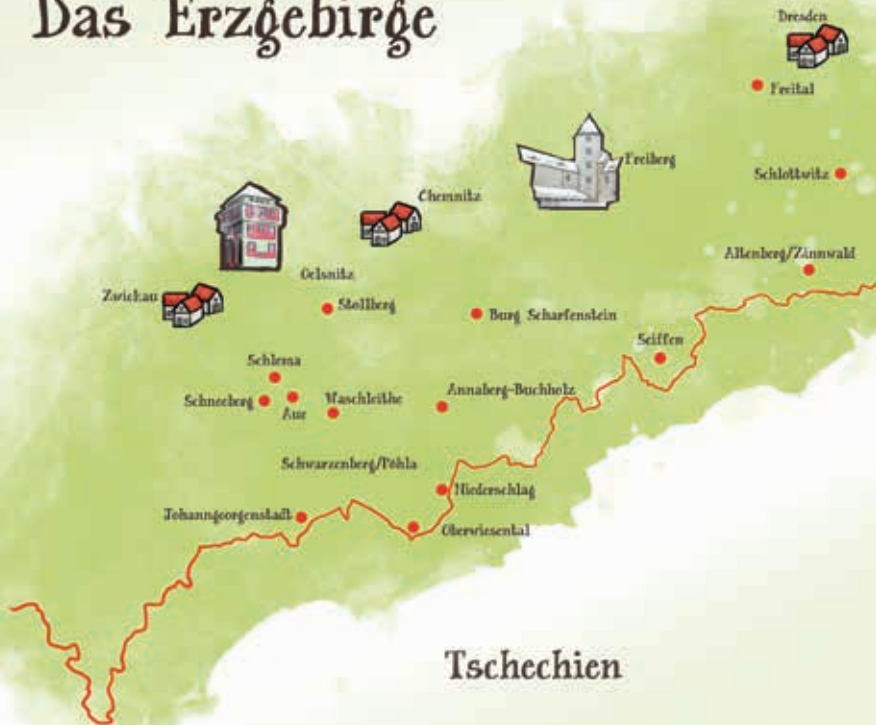 Das Erzgebirge
Dresden
Freital
Freiberg
Schlottwitz
Chemnitz
Altenberg/Zinnwald
Oelsnitz
Zwickau
Stollberg
Burg Scharfenstein
Seiffen
Schlema
Annaberg-Buchholz
Schneeberg
Aue
Waschleithe
Schwarzenberg/Pöhla
Niederschlag
Johanngeorgenstadt
Oberwiesental
Tschechien